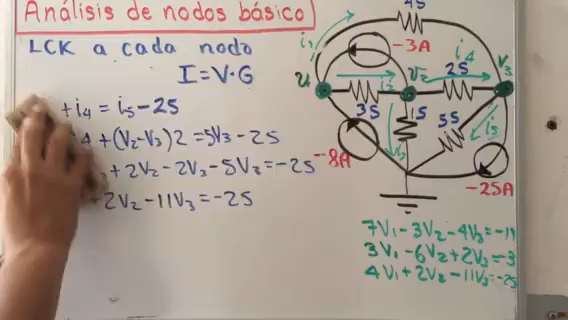 Análisis de nodos básico
LCK a cada nodo
I = V·G
+ i4 = i5 - 25
4 + (V2-V3)2 = 5V3 - 25
+ 2V2 - 2V3 - 5V3 = -25
+ 2V2 - 11V3 = -25
4S
i1
-3A
i4
V1
V2
2S
V3
3S
1S
5S
i5
-8A
-25A
7V1 - 3V2 - 4V3 = -11
3V1 - 6V2 + 2V3 = -3
4V1 + 2V2 - 11V3 = -25